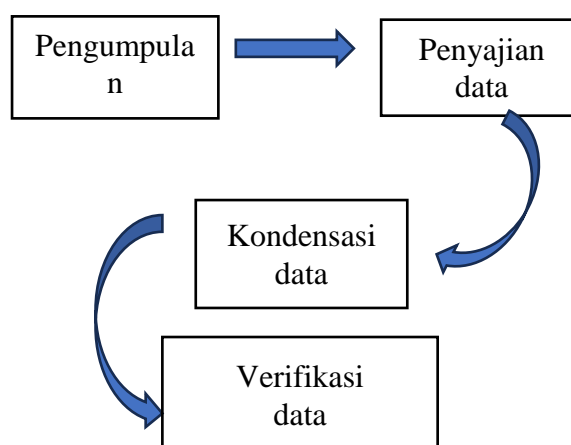 Pengumpula
n
Penyajian
data
Kondensasi
data
Verifikasi
data